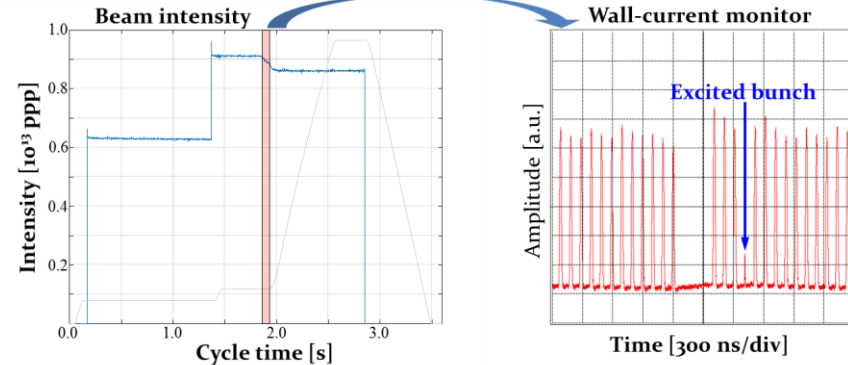 Beam intensity
Intensity [10¹³ ppp]
1.0
0.8
0.6
0.4
0.2
0.0
1.0
2.0
3.0
Cycle time [s]
Wall-current monitor
Amplitude [a.u.]
Excited bunch
Time [300 ns/div]